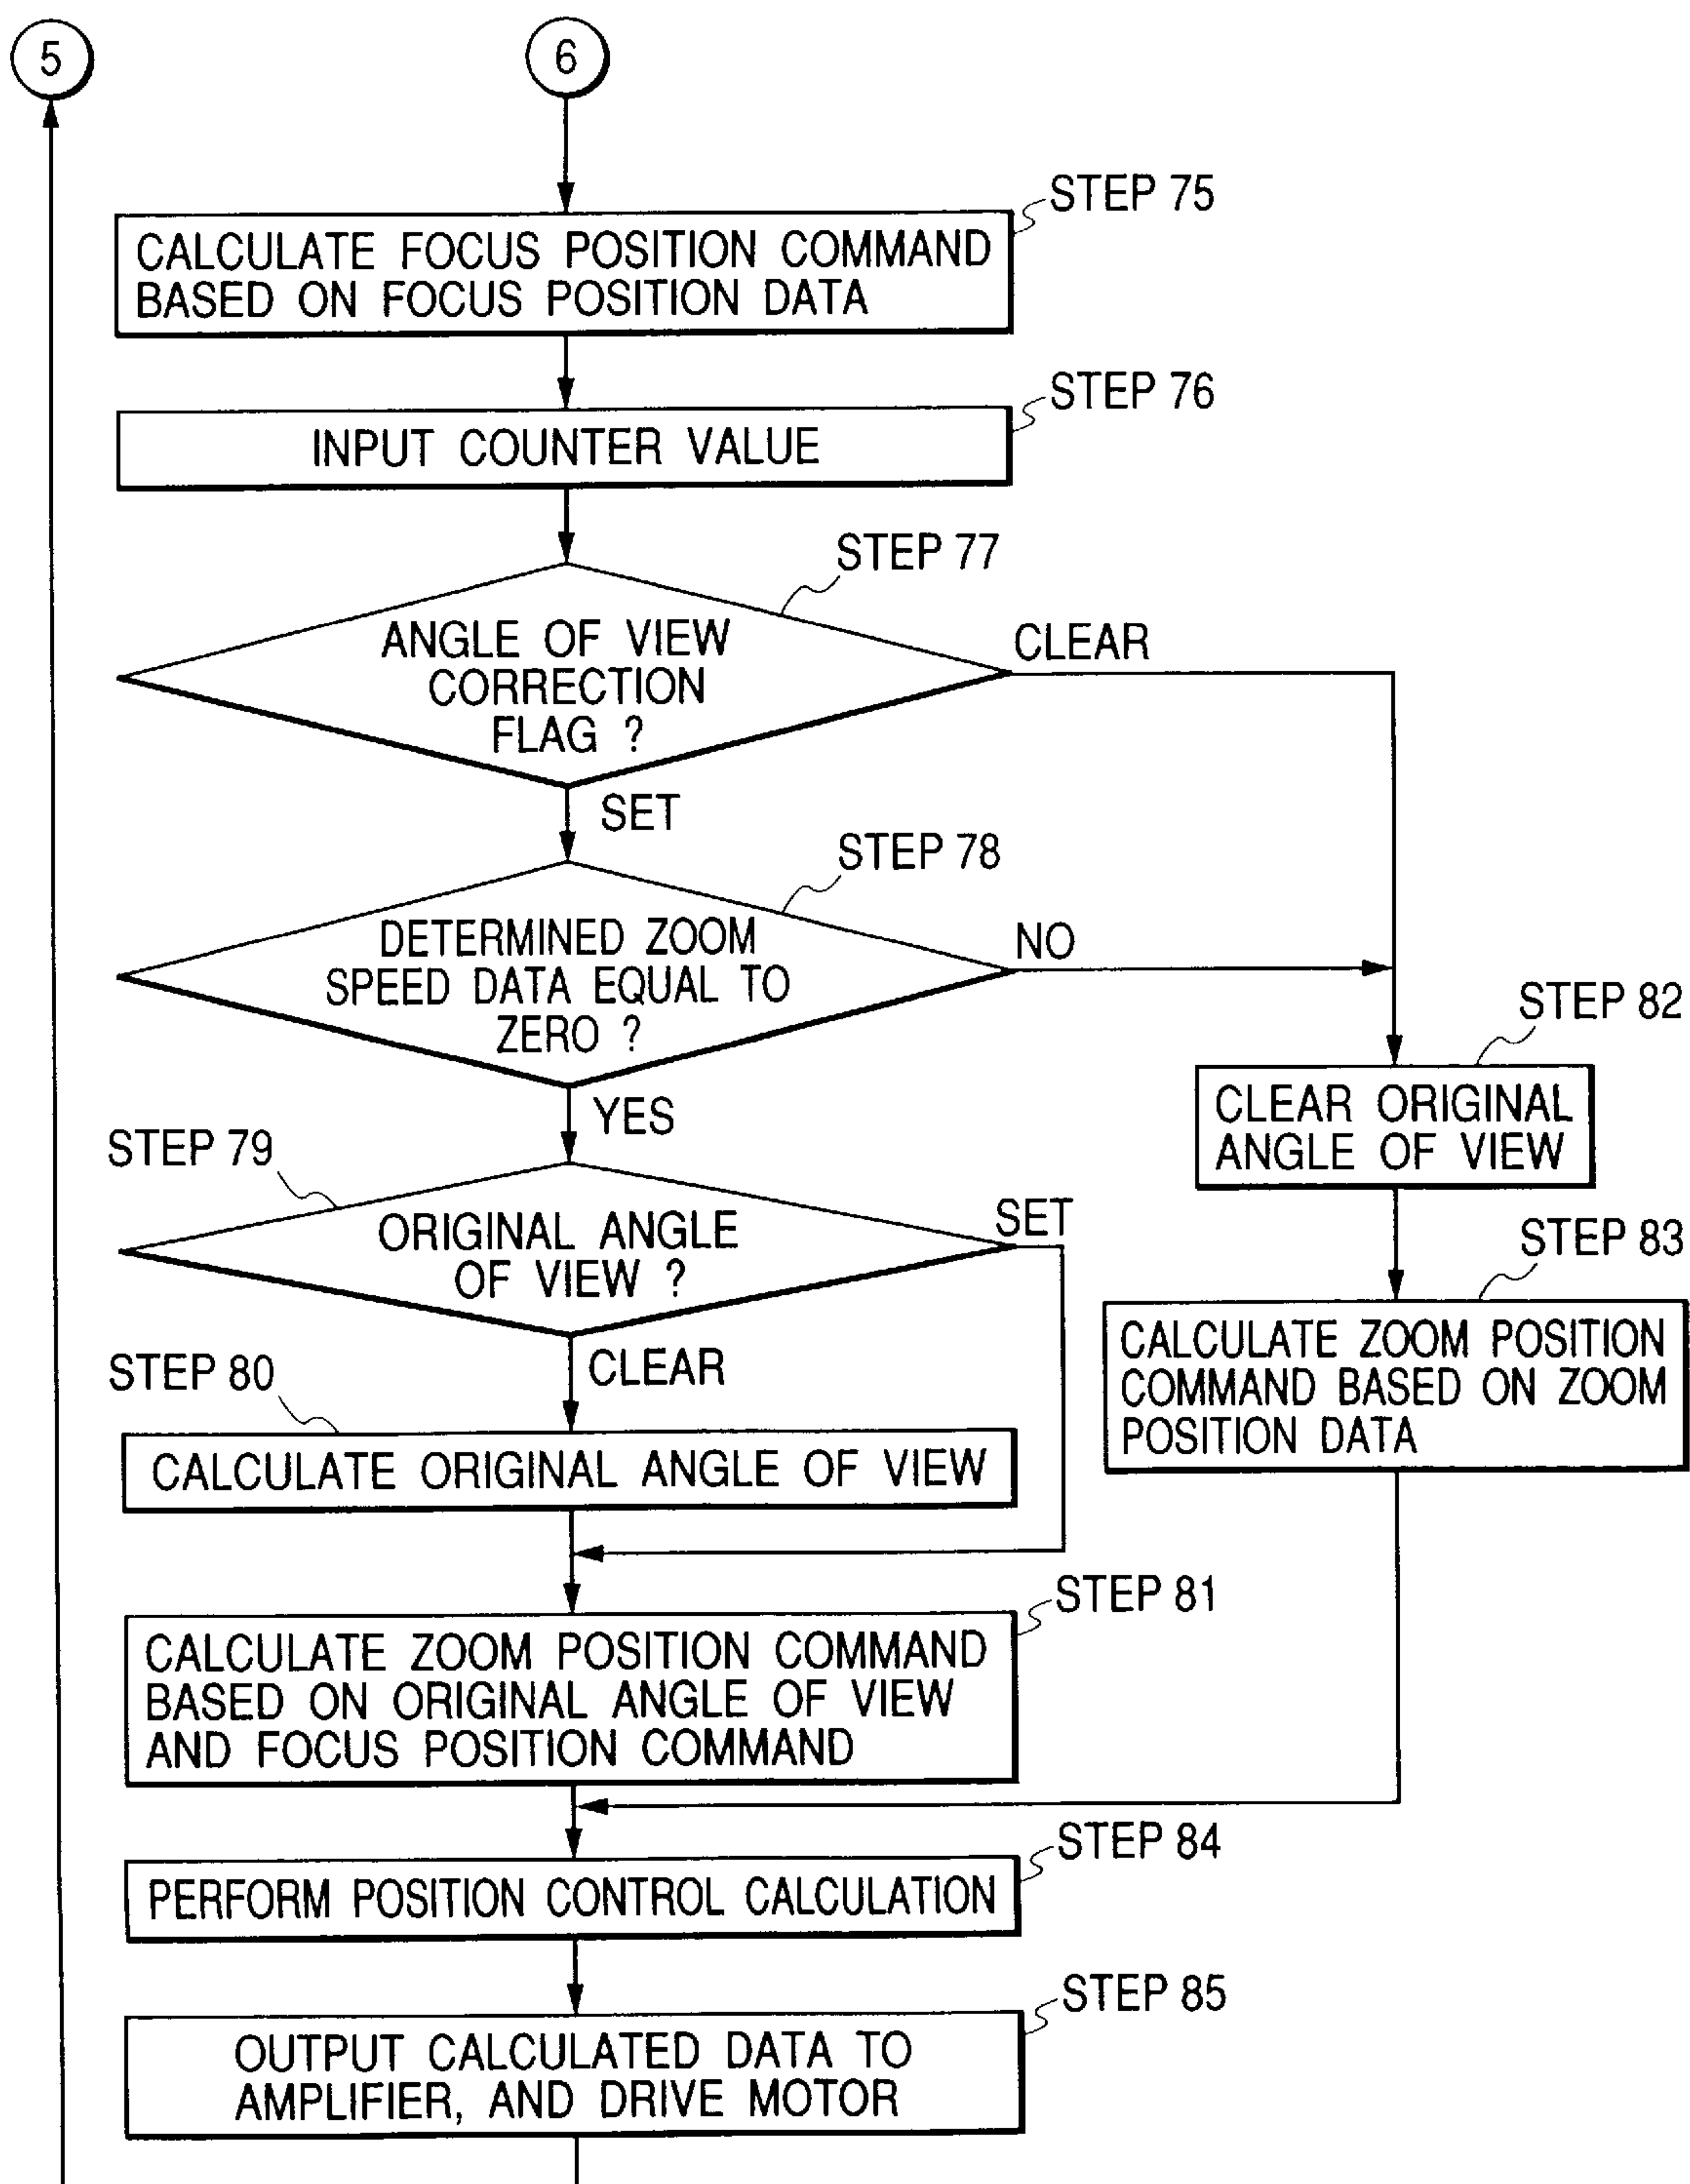 5
6
STEP 75
CALCULATE FOCUS POSITION COMMAND
BASED ON FOCUS POSITION DATA
STEP 76
INPUT COUNTER VALUE
STEP 77
ANGLE OF VIEW
CORRECTION
FLAG ?
CLEAR
SET
STEP 78
DETERMINED ZOOM
SPEED DATA EQUAL TO
ZERO ?
NO
YES
STEP 82
CLEAR ORIGINAL
ANGLE OF VIEW
STEP 79
ORIGINAL ANGLE
OF VIEW ?
SET
STEP 83
CALCULATE ZOOM POSITION
COMMAND BASED ON ZOOM
POSITION DATA
CLEAR
STEP 80
CALCULATE ORIGINAL ANGLE OF VIEW
STEP 81
CALCULATE ZOOM POSITION COMMAND
BASED ON ORIGINAL ANGLE OF VIEW
AND FOCUS POSITION COMMAND
STEP 84
PERFORM POSITION CONTROL CALCULATION
STEP 85
OUTPUT CALCULATED DATA TO
AMPLIFIER, AND DRIVE MOTOR